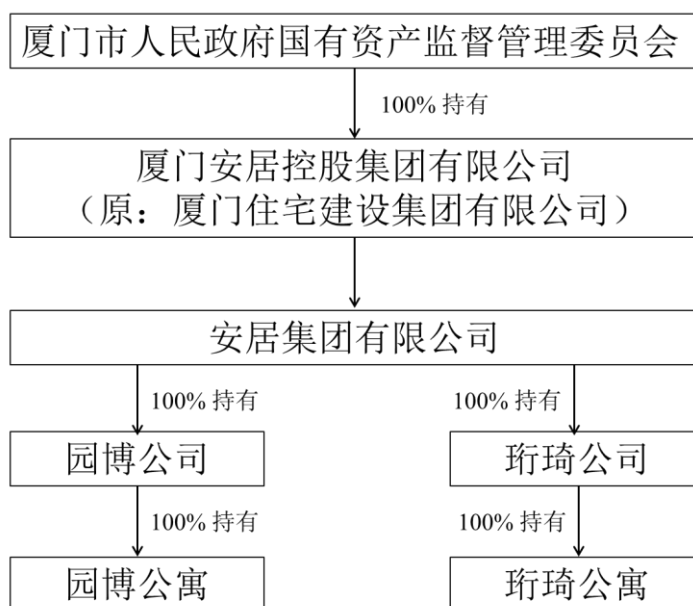 厦门市人民政府国有资产监督管理委员会
100% 持有
厦门安居控股集团有限公司
（原：厦门住宅建设集团有限公司）
安居集团有限公司
100% 持有
100% 持有
园博公司
珩琦公司
100% 持有
100% 持有
园博公寓
珩琦公寓